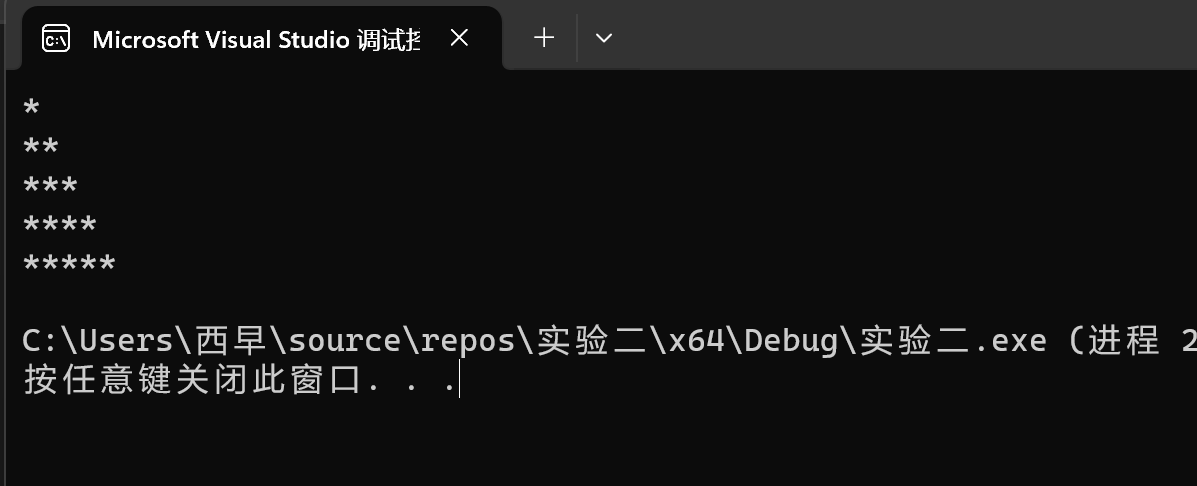 Microsoft Visual Studio 调试
*
**
***
****
*****
C:\Users\西早\source\repos\实验二\x64\Debug\实验二.exe (进程 2
按任意键关闭此窗口. . .